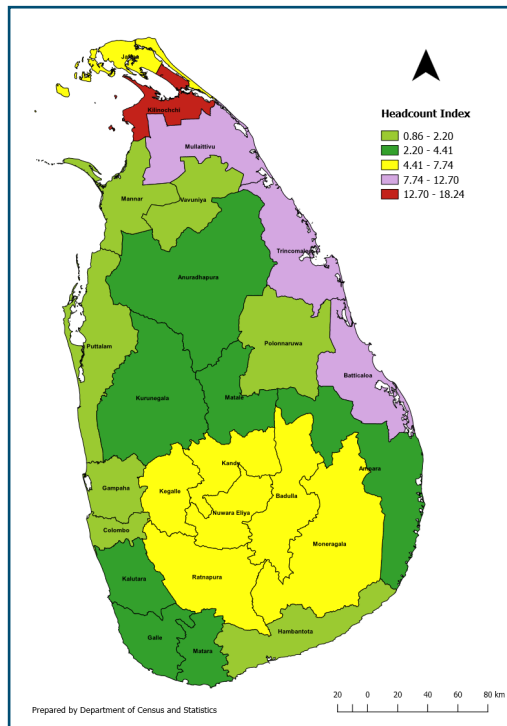 Jaffna
Kilinochchi
Mullaittivu
Mannar
Vavuniya
Trincomalee
Anuradhapura
Puttalam
Polonnaruwa
Batticaloa
Kurunegala
Matale
Ampara
Kandy
Gampaha
Kegalle
Badulla
Nuwara Eliya
Colombo
Moneragala
Kalutara
Ratnapura
Hambantota
Galle
Matara
Headcount Index
0.86 - 2.20
2.20 - 4.41
4.41 - 7.74
7.74 - 12.70
12.70 - 18.24
Prepared by Department of Census and Statistics
20 0 20 40 60 80 km